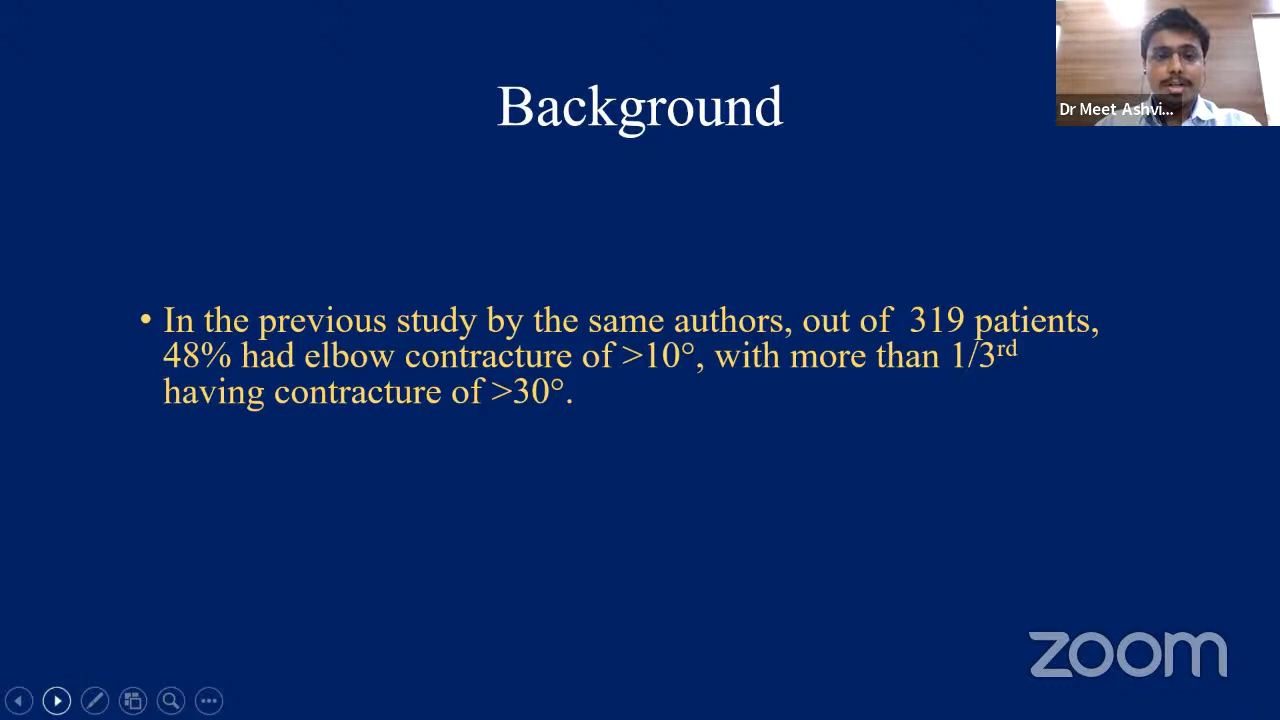 Dr Meet Ashvi...
Background
• In the previous study by the same authors, out of  319 patients,
48% had elbow contracture of >10°, with more than 1/3rd
having contracture of >30°.
zoom